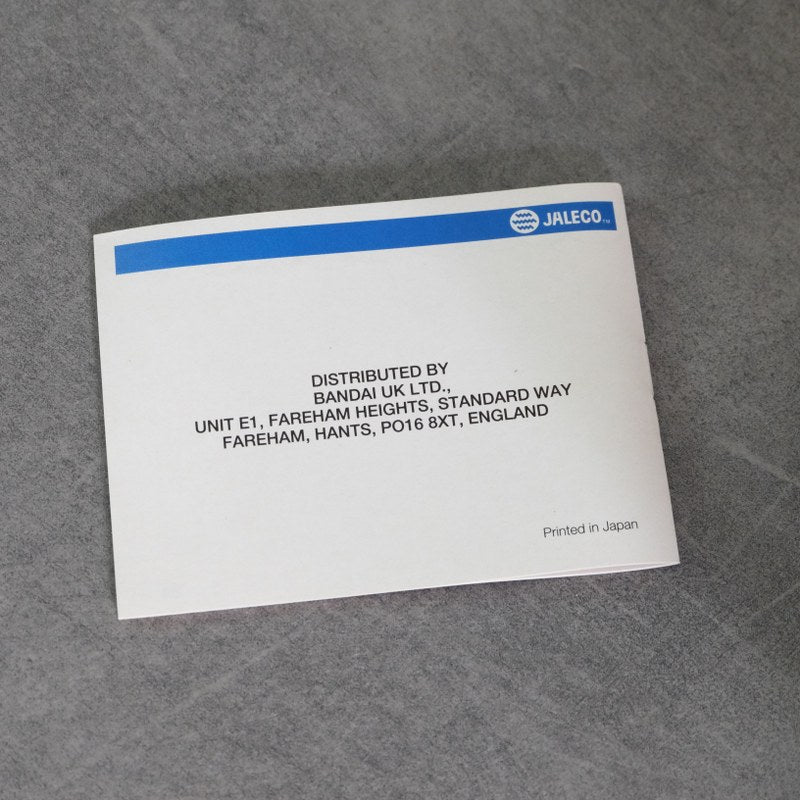 JALECO™
DISTRIBUTED BY
BANDAI UK LTD.,
UNIT E1, FAREHAM HEIGHTS, STANDARD WAY
FAREHAM, HANTS, PO16 8XT, ENGLAND
Printed in Japan